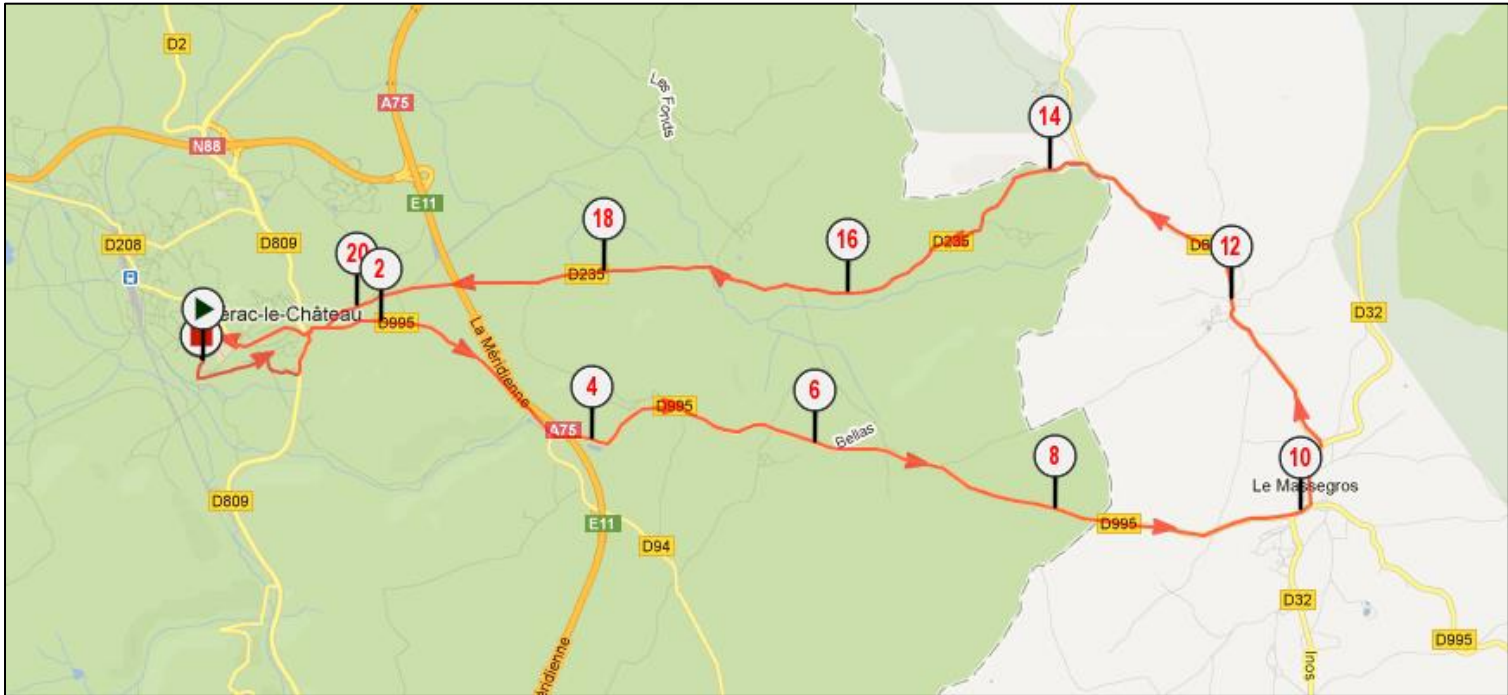 D2
Les Fonds
A75
14
N88
E11
18
12
D208
D809
16
D235
20
2
D235
D32
erac-le-Château
D995
La Méridienne
4
D995
6
A75
Bellas
8
10
Le Massegros
D809
E11
D995
D94
D32
D995
Inos